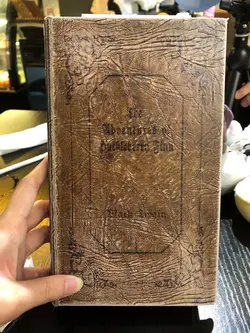 The
Adventures of
Huckleberry Finn
Mark Twain